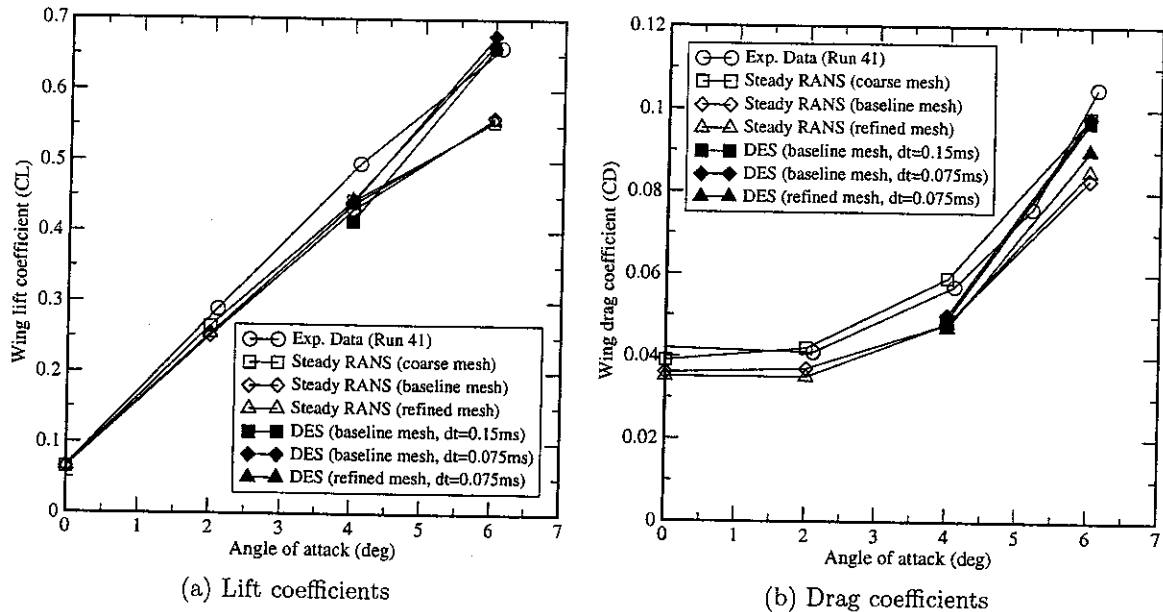 0.7
0.6
0.5
0.4
0.3
0.2
0.1
0
Wing lift coefficient (CL)
Exp. Data (Run 41)
Steady RANS (coarse mesh)
Steady RANS (baseline mesh)
Steady RANS (refined mesh)
DES (baseline mesh, dt=0.15ms)
DES (baseline mesh, dt=0.075ms)
DES (refined mesh, dt=0.075ms)
0 1 2 3 4 5 6 7
Angle of attack (deg)
(a) Lift coefficients
0.12
0.1
0.08
0.06
0.04
0.02
0
Wing drag coefficient (CD)
Exp. Data (Run 41)
Steady RANS (coarse mesh)
Steady RANS (baseline mesh)
Steady RANS (refined mesh)
DES (baseline mesh, dt=0.15ms)
DES (baseline mesh, dt=0.075ms)
DES (refined mesh, dt=0.075ms)
0 1 2 3 4 5 6 7
Angle of attack (deg)
(b) Drag coefficients